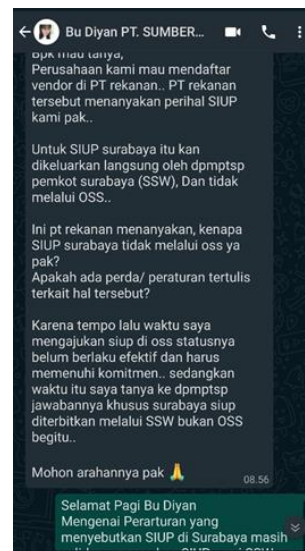 Bu Diyan PT. SUMBER...
Bpk mau tanya,
Perusahaan kami mau mendaftar
vendor di PT rekanan.. PT rekanan
tersebut menanyakan perihal SIUP
kami pak..
Untuk SIUP surabaya itu kan
dikeluarkan langsung oleh dpmptsp
pemkot surabaya (SSW), Dan tidak
melalui OSS..
Ini pt rekanan menanyakan, kenapa
SIUP surabaya tidak melalui oss ya
pak?
Apakah ada perda/ peraturan tertulis
terkait hal tersebut?
Karena tempo lalu waktu saya
mengajukan siup di oss statusnya
belum berlaku efektif dan harus
memenuhi komitmen.. sedangkan
waktu itu saya tanya ke dpmptsp
jawabannya khusus surabaya siup
diterbitkan melalui SSW bukan OSS
begitu..
Mohon arahannya pak 🙏
08.56
Selamat Pagi Bu Diyan
Mengenai Perarturan yang
menyebutkan SIUP di Surabaya masih